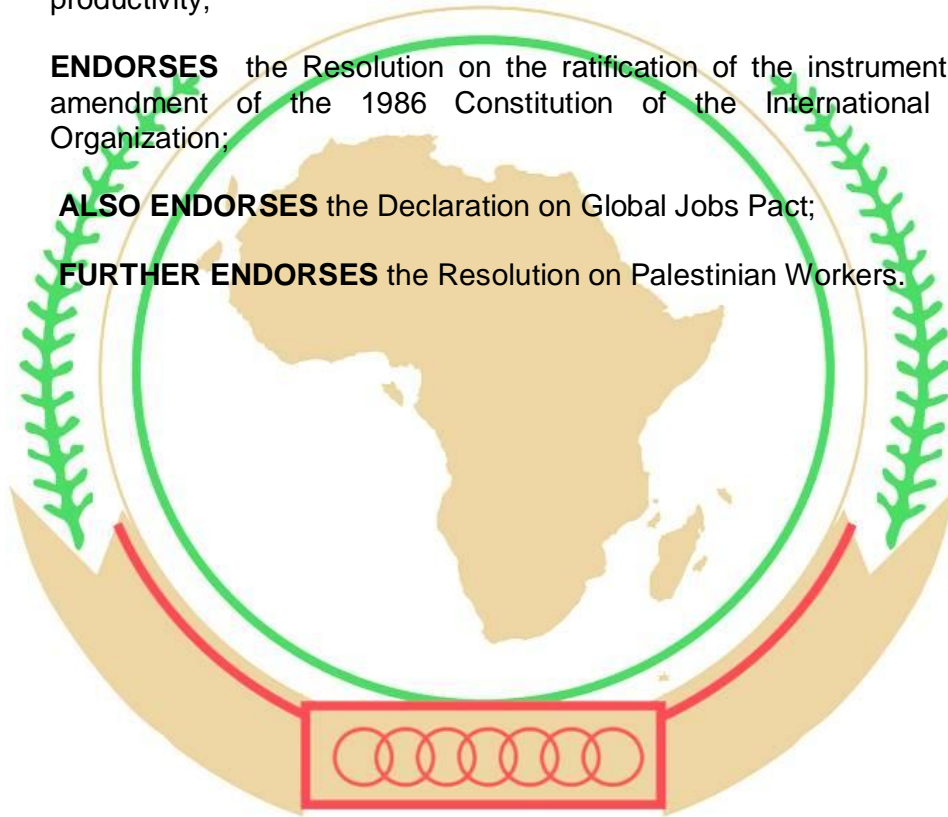 productivity;
ENDORSES the Resolution on the ratification of the instrument
amendment of the 1986 Constitution of the International
Organization;
ALSO ENDORSES the Declaration on Global Jobs Pact;
FURTHER ENDORSES the Resolution on Palestinian Workers.